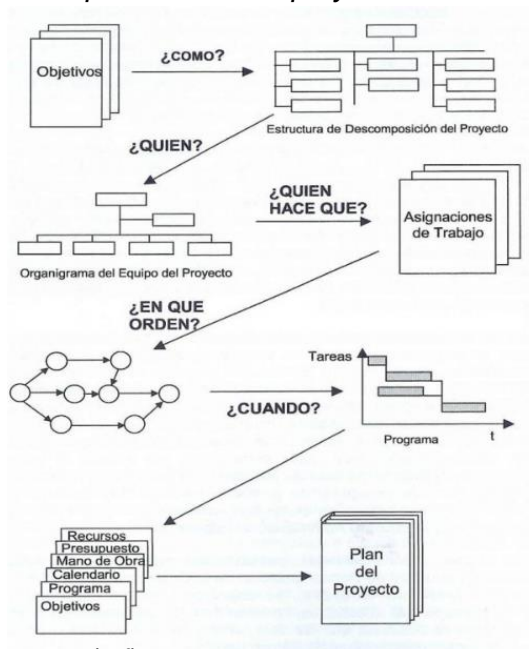 Objetivos
¿COMO?
Estructura de Descomposición del Proyecto
¿QUIEN?
Organigrama del Equipo del Proyecto
¿QUIEN
HACE QUE?
Asignaciones
de Trabajo
¿EN QUE
ORDEN?
¿CUANDO?
Tareas
t
Programa
Recursos
Presupuesto
Mano de Obra
Calendario
Programa
Objetivos
Plan
del
Proyecto